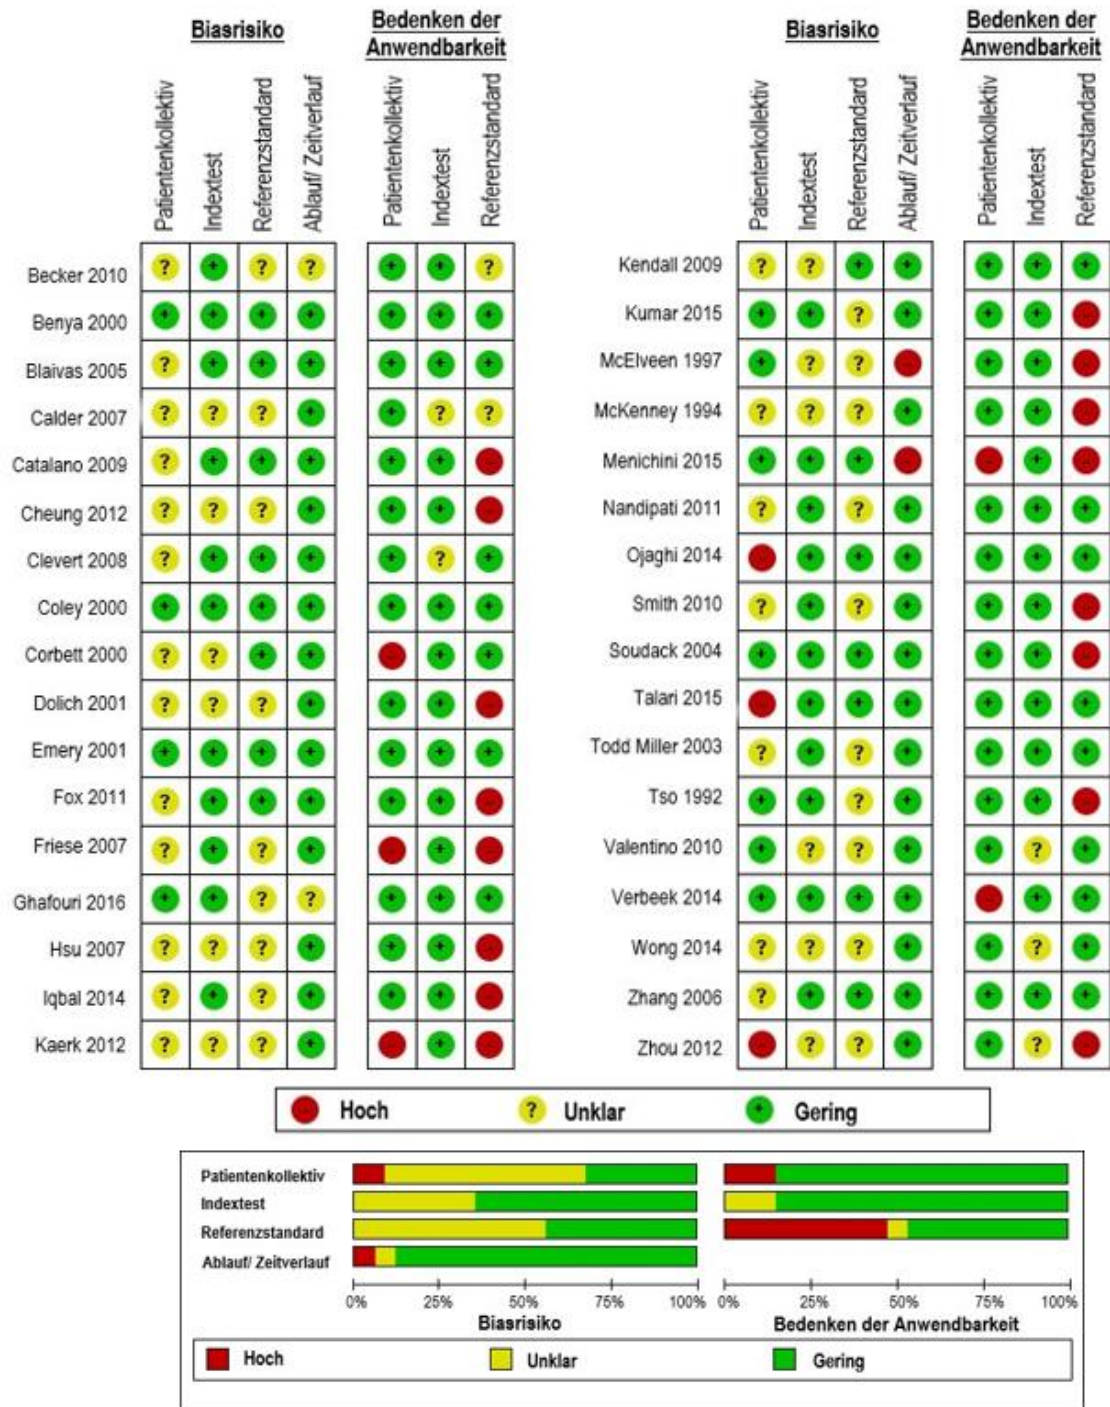 Biasrisiko
Bedenken der
Anwendbarkeit
Patientenkollektiv
Indextest
Referenzstandard
Ablauf/ Zeitverlauf
Patientenkollektiv
Indextest
Referenzstandard
Becker 2010 ? + ? ? + + ?
Benya 2000 + + + + + + +
Blaivas 2005 ? + + + + + +
Calder 2007 ? ? ? + + ? ?
Catalano 2009 ? + + + + + -
Cheung 2012 ? ? ? + + + -
Clevert 2008 ? + + + + ? +
Coley 2000 + + + + + + +
Corbett 2000 ? ? + + - + +
Dolich 2001 ? ? ? + + + -
Emery 2001 + + + + + + +
Fox 2011 ? + + + + + -
Friese 2007 ? + ? + - + -
Ghafouri 2016 + + ? ? + + +
Hsu 2007 ? ? ? + + + -
Iqbal 2014 ? + ? + + + -
Kaerk 2012 ? ? ? + - + -
Biasrisiko
Bedenken der
Anwendbarkeit
Patientenkollektiv
Indextest
Referenzstandard
Ablauf/ Zeitverlauf
Patientenkollektiv
Indextest
Referenzstandard
Kendall 2009 ? ? + + + + +
Kumar 2015 + + ? + + + -
McElveen 1997 + ? ? - + + -
McKenney 1994 ? ? ? + + + -
Menichini 2015 + + + - - + -
Nandipati 2011 ? + ? + + + +
Ojaghi 2014 - + + + + + +
Smith 2010 ? + ? + + + -
Soudack 2004 + + + + + + -
Talari 2015 - + + + + + +
Todd Miller 2003 ? + ? + + + +
Tso 1992 + + ? + + + -
Valentino 2010 + ? ? + + ? +
Verbeek 2014 + + + + - + +
Wong 2014 ? ? ? + + ? +
Zhang 2006 ? + + + + + +
Zhou 2012 - ? ? + + ? -
- Hoch ? Unklar + Gering
Patientenkollektiv
Indextest
Referenzstandard
Ablauf/ Zeitverlauf
0% 25% 50% 75% 100% 0% 25% 50% 75% 100%
Biasrisiko Bedenken der Anwendbarkeit
Hoch Unklar Gering